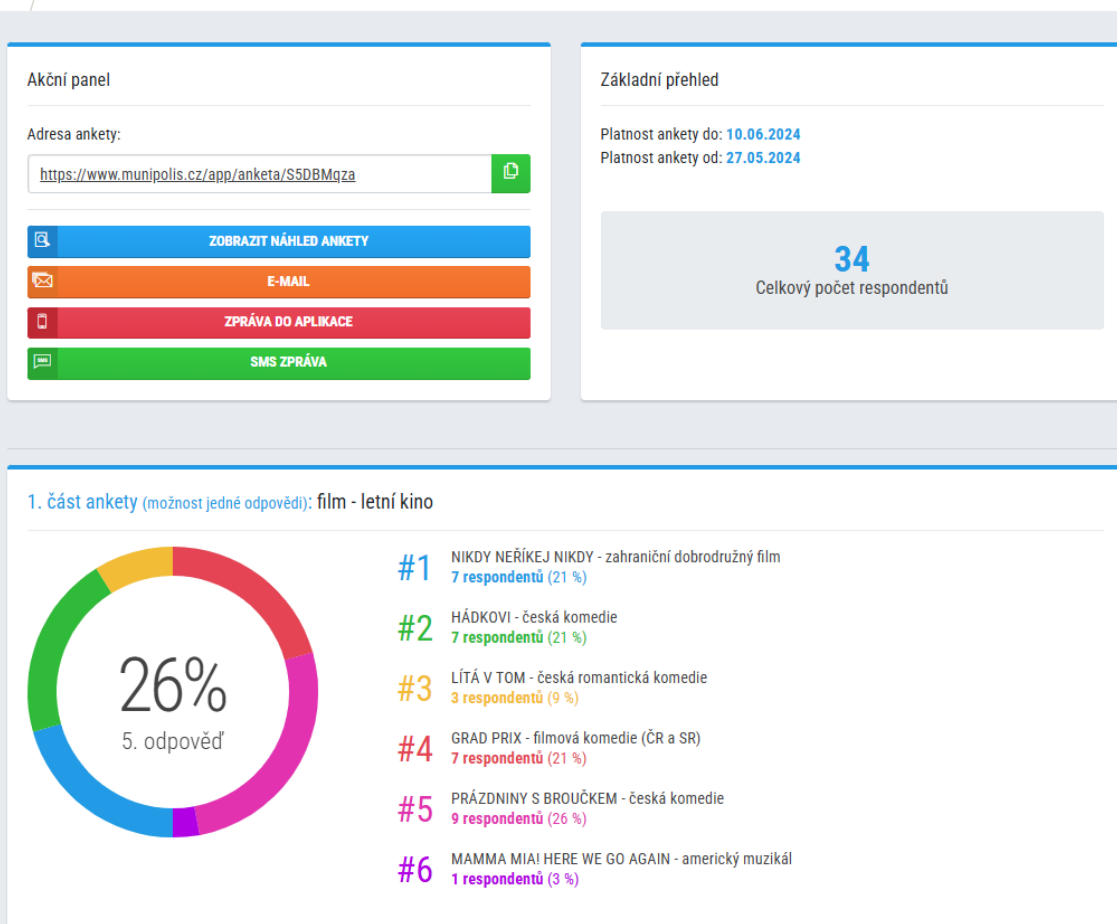 Akční panel
Adresa ankety:
https://www.munipolis.cz/app/anketa/S5DBMqza
ZOBRAZIT NÁHLED ANKETY
E-MAIL
ZPRÁVA DO APLIKACE
SMS
SMS ZPRÁVA
Základní přehled
Platnost ankety do: 10.06.2024
Platnost ankety od: 27.05.2024
34
Celkový počet respondentů
1. část ankety (možnost jedné odpovědi): film - letní kino
26%
5. odpověď
#1 NIKDY NEŘÍKEJ NIKDY - zahraniční dobrodružný film
7 respondentů (21 %)
#2 HÁDKOVI - česká komedie
7 respondentů (21 %)
#3 LÍTÁ V TOM - česká romantická komedie
3 respondentů (9 %)
#4 GRAD PRIX - filmová komedie (ČR a SR)
7 respondentů (21 %)
#5 PRÁZDNINY S BROUČKEM - česká komedie
9 respondentů (26 %)
#6 MAMMA MIA! HERE WE GO AGAIN - americký muzikál
1 respondentů (3 %)